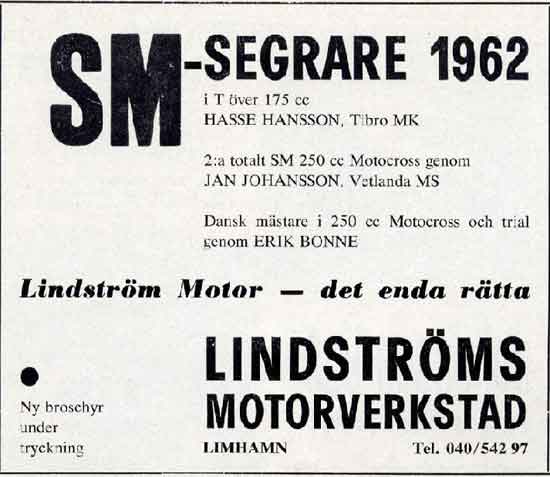 SM-SEGRARE 1962
i T över 175 cc
HASSE HANSSON, Tibro MK
2:a totalt SM 250 cc Motocross genom
JAN JOHANSSON, Vetlanda MS
Dansk mästare i 250 cc Motocross och trial
genom ERIK BONNE
Lindström Motor — det enda rätta
LINDSTRÖMS
MOTORVERKSTAD
LIMHAMN Tel. 040/542 97
Ny broschyr
under
tryckning